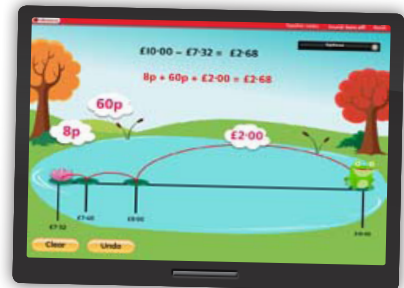 £10·00 – £7·32 = £2·68
8p + 60p + £2·00 = £2·68
60p
8p
£2·00
£7·40
£8·00
£7·32
£10·00
Clear
Undo